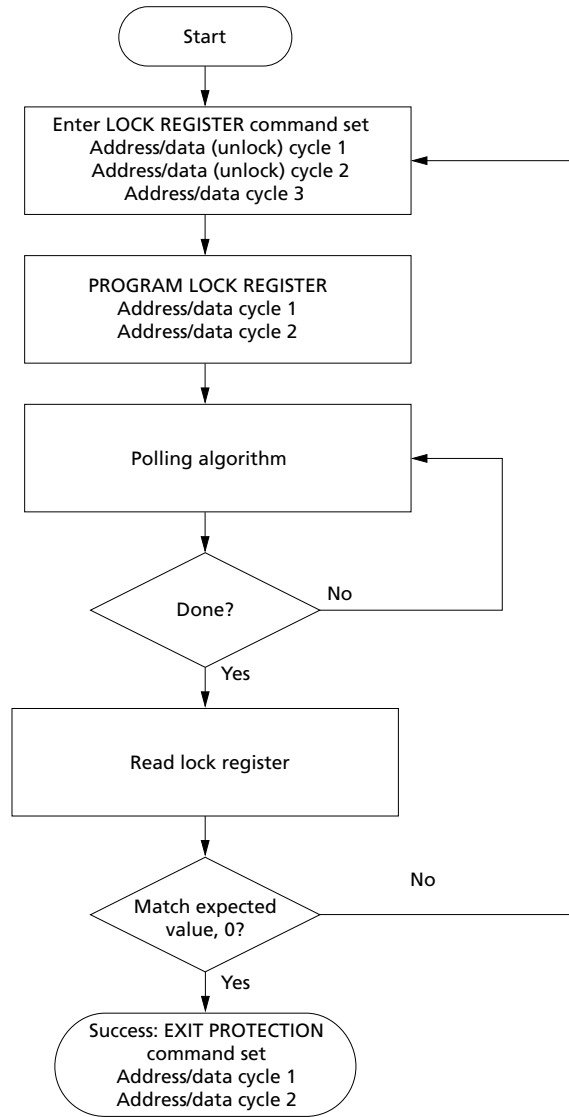 Start
Enter LOCK REGISTER command set
Address/data (unlock) cycle 1
Address/data (unlock) cycle 2
Address/data cycle 3
PROGRAM LOCK REGISTER
Address/data cycle 1
Address/data cycle 2
Polling algorithm
Done?
No
Yes
Read lock register
Match expected
value, 0?
No
Yes
Success: EXIT PROTECTION
command set
Address/data cycle 1
Address/data cycle 2